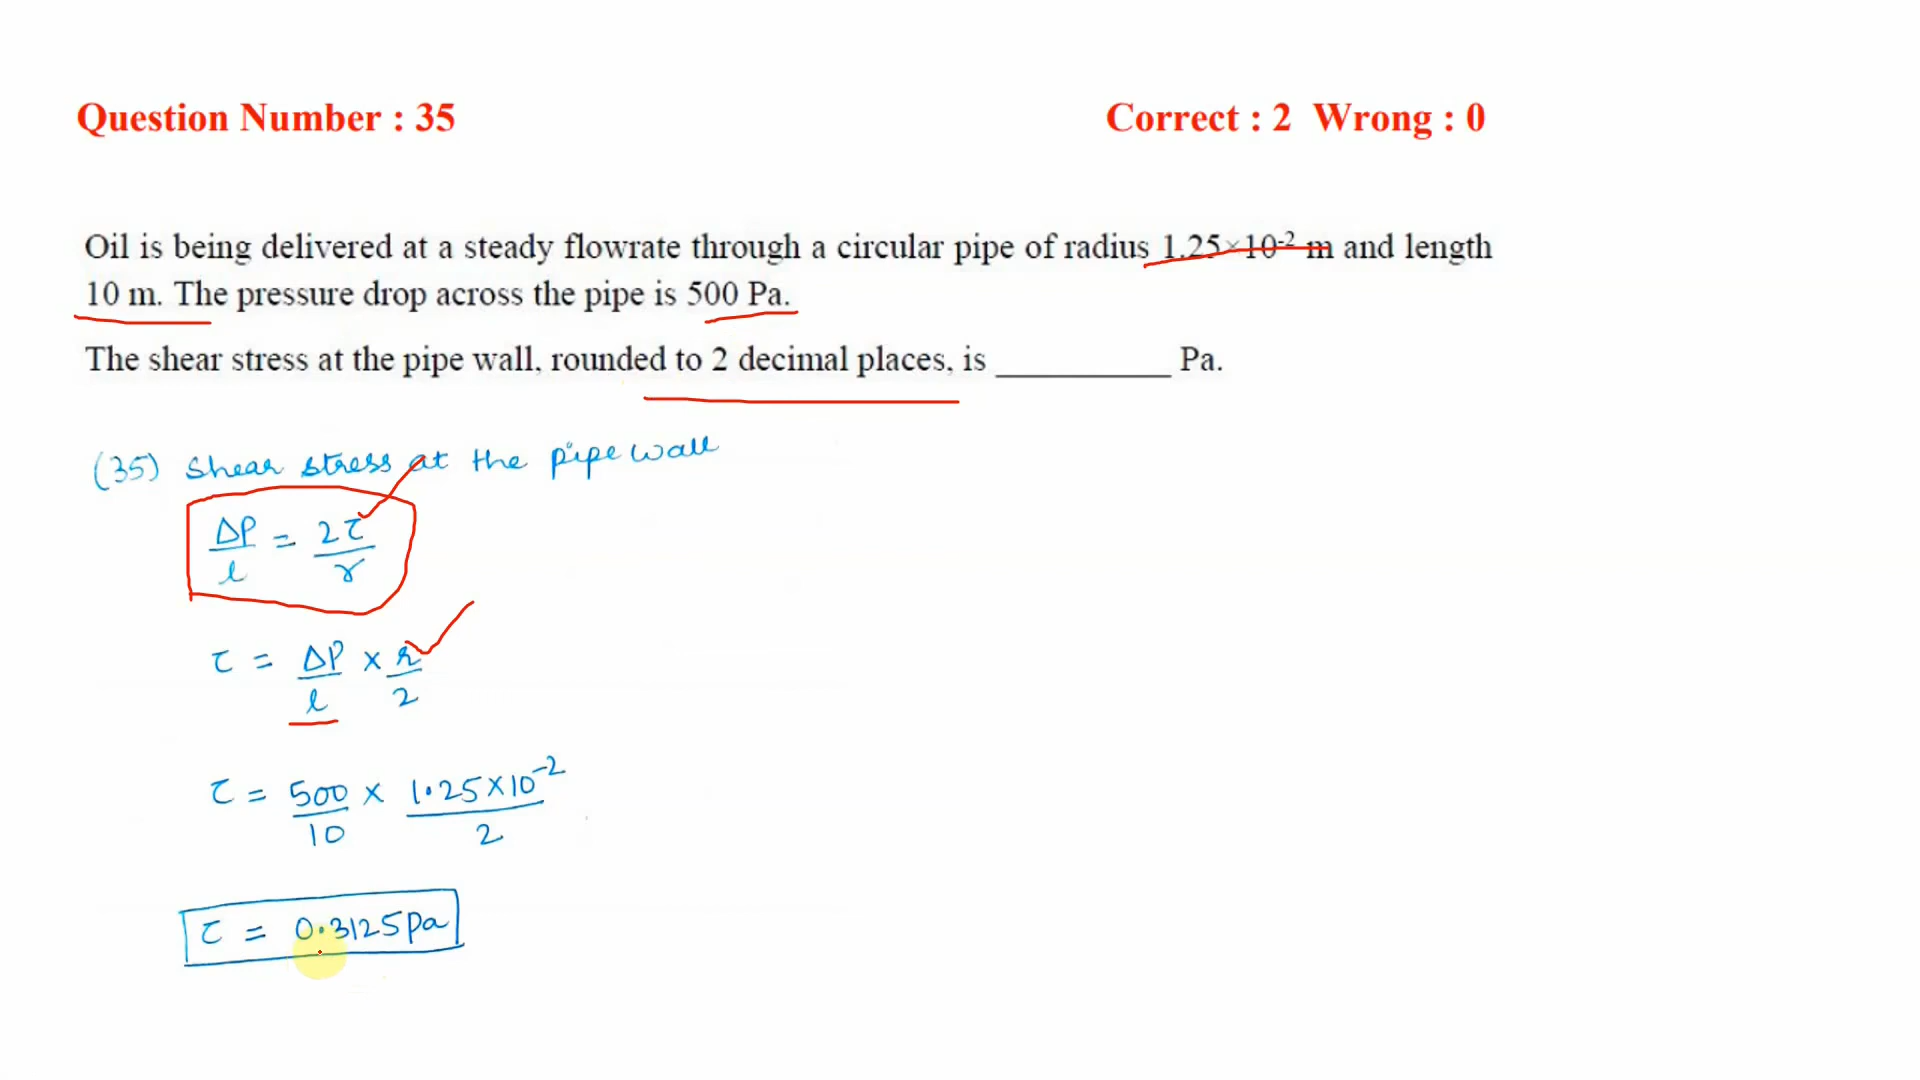 Question Number : 35
Correct : 2 Wrong : 0
Oil is being delivered at a steady flowrate through a circular pipe of radius 1.25×10⁻² m and length
10 m. The pressure drop across the pipe is 500 Pa.
The shear stress at the pipe wall, rounded to 2 decimal places, is __________ Pa.
(35) Shear stress at the pipe wall
ΔP/l = 2τ/r
τ = ΔP/l × r/2
τ = 500/10 × 1.25×10⁻²/2
τ = 0.3125 pa